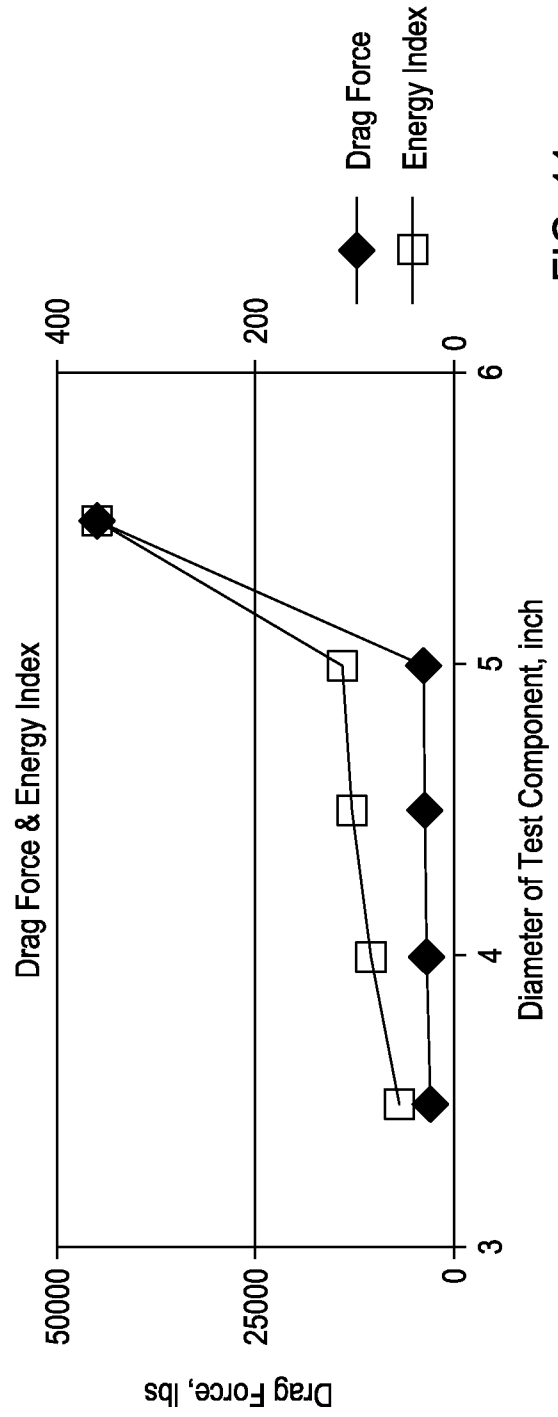 Drag Force & Energy Index
50000
25000
0
Drag Force, lbs
400
200
0
3
4
5
6
Diameter of Test Component, inch
Drag Force
Energy Index
FIG